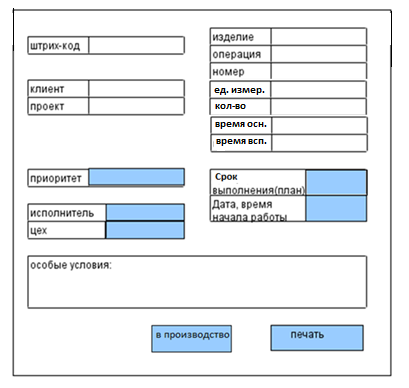 штрих-код
клиент
проект
изделие
операция
номер
ед. измер.
кол-во
время осн.
время всп.
приоритет
исполнитель
цех
Срок
выполнения(план)
Дата, время
начала работы
особые условия:
в производство
печать